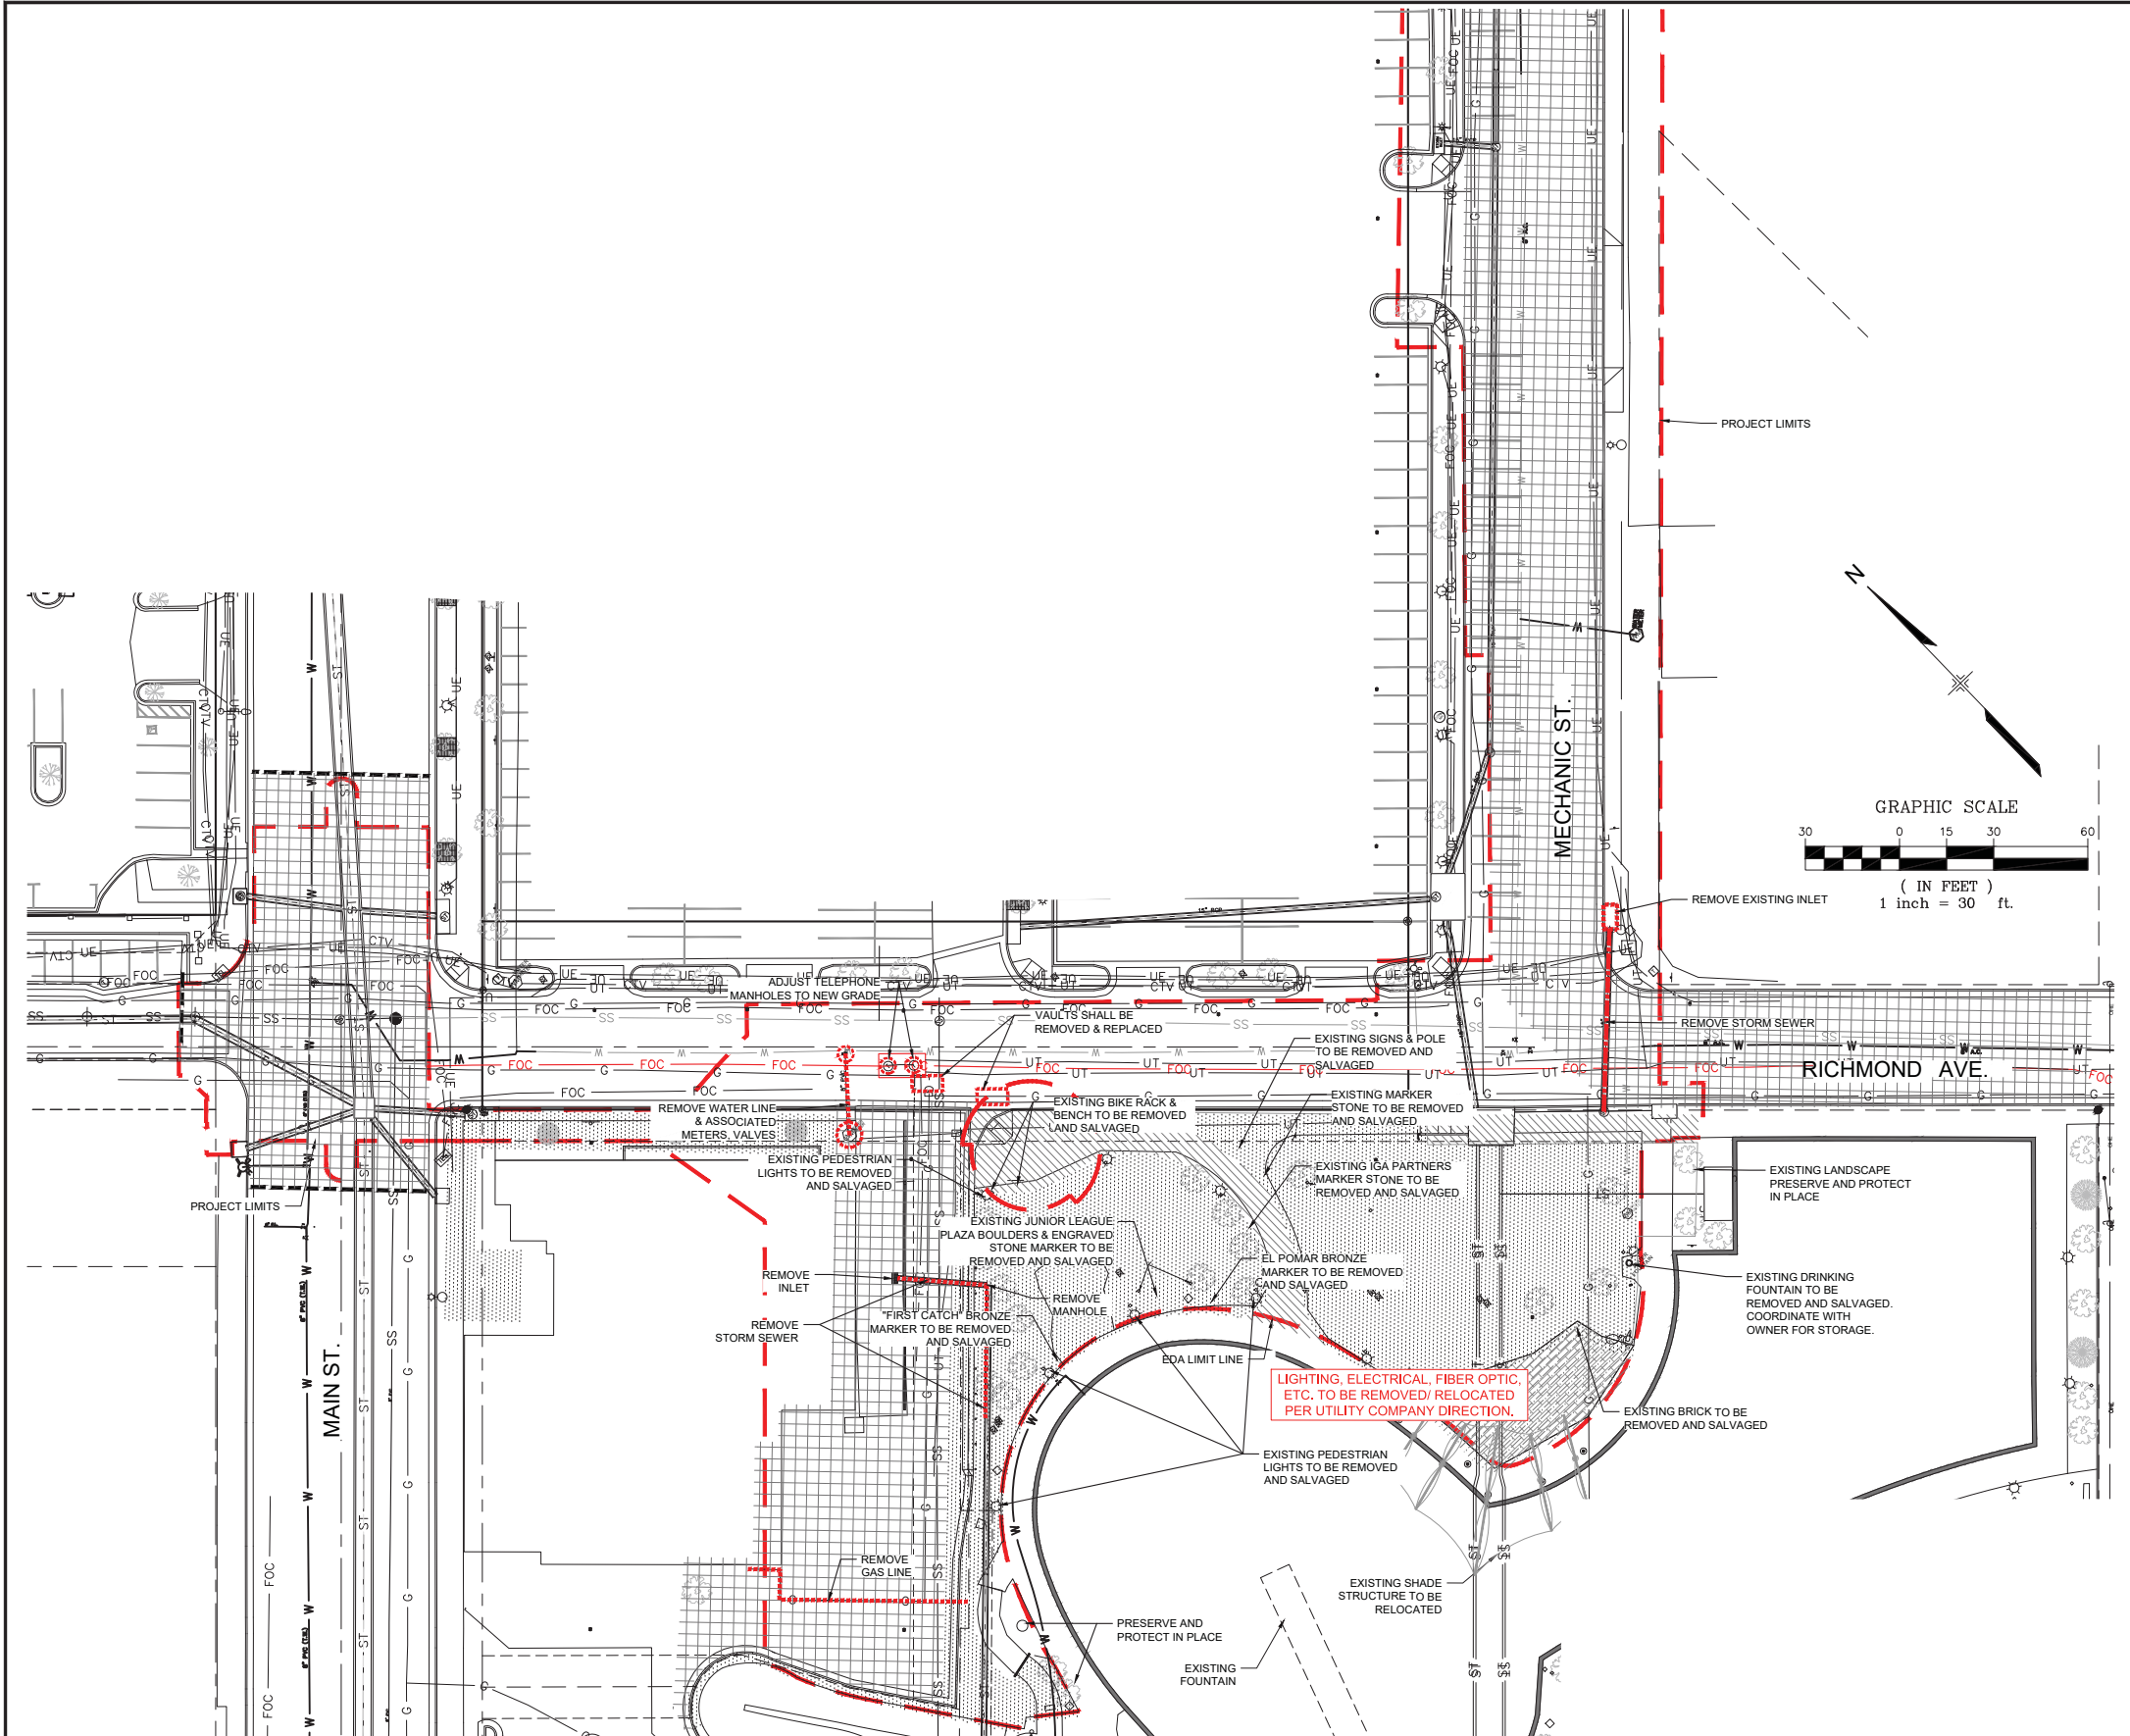 PROJECT LIMITS
N
GRAPHIC SCALE
30 0 15 30 60
( IN FEET )
1 inch = 30 ft.
MECHANIC ST.
REMOVE EXISTING INLET
ADJUST TELEPHONE
MANHOLES TO NEW GRADE
VAULTS SHALL BE
REMOVED & REPLACED
REMOVE STORM SEWER
EXISTING SIGNS & POLE
TO BE REMOVED AND
SALVAGED
RICHMOND AVE.
EXISTING MARKER
STONE TO BE REMOVED
AND SALVAGED
EXISTING BIKE RACK &
BENCH TO BE REMOVED
AND SALVAGED
REMOVE WATER LINE
& ASSOCIATED
METERS, VALVES
EXISTING PEDESTRIAN
LIGHTS TO BE REMOVED
AND SALVAGED
EXISTING IGA PARTNERS
MARKER STONE TO BE
REMOVED AND SALVAGED
EXISTING LANDSCAPE
PRESERVE AND PROTECT
IN PLACE
PROJECT LIMITS
EXISTING JUNIOR LEAGUE
PLAZA BOULDERS & ENGRAVED
STONE MARKER TO BE
REMOVED AND SALVAGED
EL POMAR BRONZE
MARKER TO BE REMOVED
AND SALVAGED
REMOVE
INLET
REMOVE
MANHOLE
EXISTING DRINKING
FOUNTAIN TO BE
REMOVED AND SALVAGED.
COORDINATE WITH
OWNER FOR STORAGE.
"FIRST CATCH" BRONZE
MARKER TO BE REMOVED
AND SALVAGED
REMOVE
STORM SEWER
EDA LIMIT LINE
MAIN ST.
LIGHTING, ELECTRICAL, FIBER OPTIC,
ETC. TO BE REMOVED/ RELOCATED
PER UTILITY COMPANY DIRECTION.
EXISTING BRICK TO BE
REMOVED AND SALVAGED
EXISTING PEDESTRIAN
LIGHTS TO BE REMOVED
AND SALVAGED
REMOVE
GAS LINE
EXISTING SHADE
STRUCTURE TO BE
RELOCATED
PRESERVE AND
PROTECT IN PLACE
EXISTING
FOUNTAIN